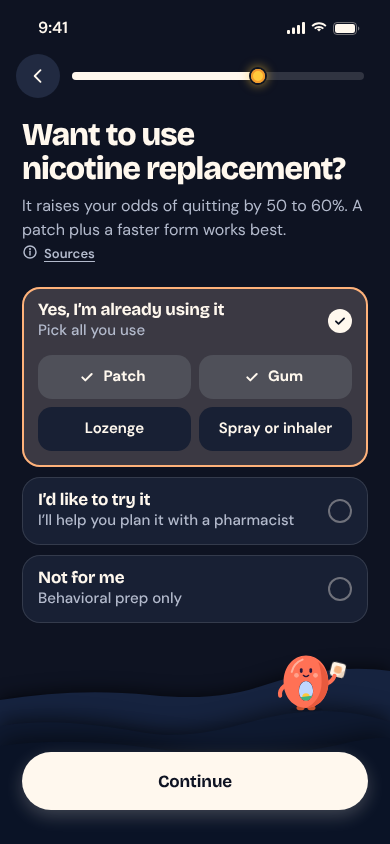 9:41
Want to use
nicotine replacement?
It raises your odds of quitting by 50 to 60%. A
patch plus a faster form works best.
Sources
Yes, I’m already using it
Pick all you use
Patch
Gum
Lozenge
Spray or inhaler
I’d like to try it
I’ll help you plan it with a pharmacist
Not for me
Behavioral prep only
Continue